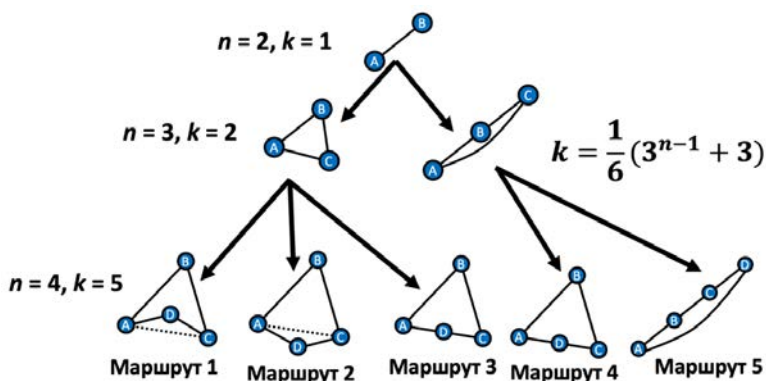 B
n = 2, k = 1
A
B
C
n = 3, k = 2
A
C
B
A
k = 1/6 (3ⁿ⁻¹ + 3)
n = 4, k = 5
B
D
A
C
B
A
C
D
B
A
D
C
B
A
D
C
D
C
B
A
Маршрут 1
Маршрут 2
Маршрут 3
Маршрут 4
Маршрут 5